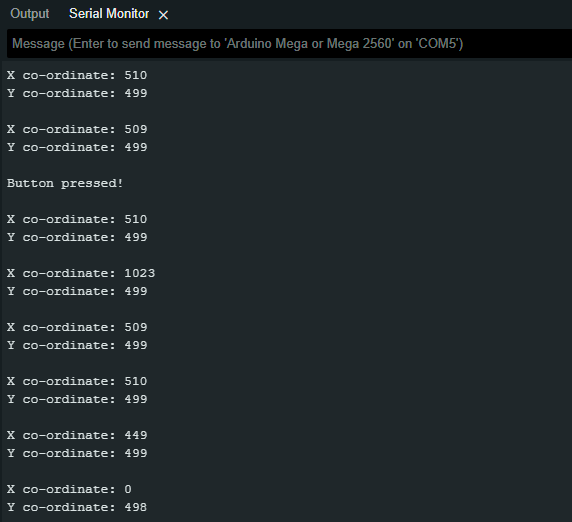 Output Serial Monitor ×
Message (Enter to send message to 'Arduino Mega or Mega 2560' on 'COM5')
X co-ordinate: 510
Y co-ordinate: 499
X co-ordinate: 509
Y co-ordinate: 499
Button pressed!
X co-ordinate: 510
Y co-ordinate: 499
X co-ordinate: 1023
Y co-ordinate: 499
X co-ordinate: 509
Y co-ordinate: 499
X co-ordinate: 510
Y co-ordinate: 499
X co-ordinate: 449
Y co-ordinate: 499
X co-ordinate: 0
Y co-ordinate: 498